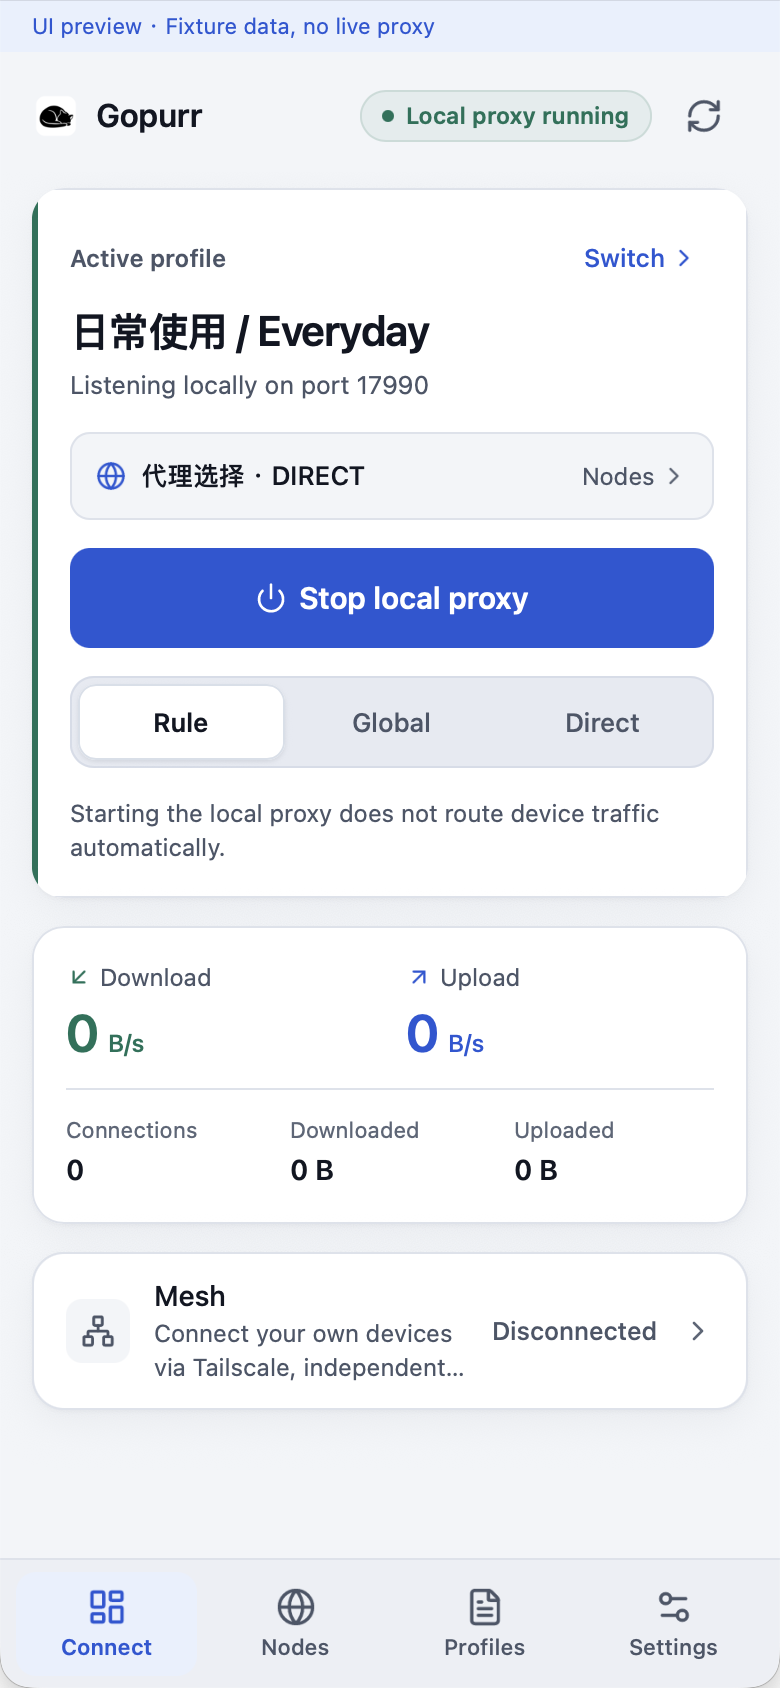 UI preview · Fixture data, no live proxy
Gopurr
Local proxy running
Active profile
Switch
日常使用 / Everyday
Listening locally on port 17990
代理选择 · DIRECT
Nodes
Stop local proxy
Rule
Global
Direct
Starting the local proxy does not route device traffic
automatically.
Download
Upload
0 B/s
0 B/s
Connections
Downloaded
Uploaded
0
0 B
0 B
Mesh
Connect your own devices
via Tailscale, independent...
Disconnected
Connect
Nodes
Profiles
Settings